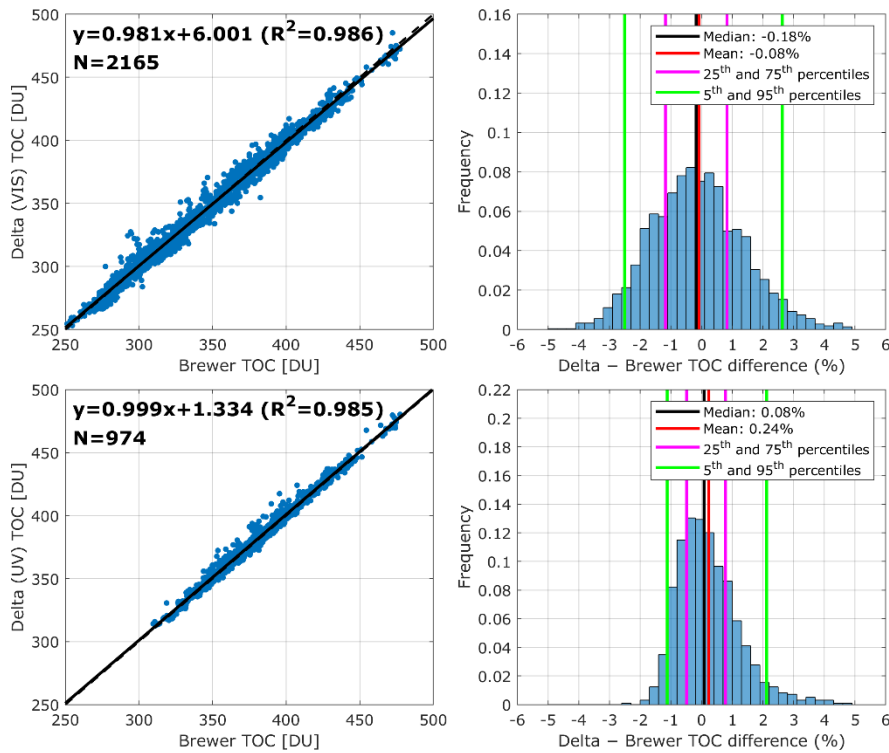 y=0.981x+6.001 (R²=0.986)
N=2165
500
450
400
350
300
250
Delta (VIS) TOC [DU]
250 300 350 400 450 500
Brewer TOC [DU]
Median: -0.18%
Mean: -0.08%
25th and 75th percentiles
5th and 95th percentiles
0.16
0.14
0.12
0.1
0.08
0.06
0.04
0.02
0
Frequency
-6 -5 -4 -3 -2 -1 0 1 2 3 4 5 6
Delta − Brewer TOC difference (%)
y=0.999x+1.334 (R²=0.985)
N=974
500
450
400
350
300
250
Delta (UV) TOC [DU]
250 300 350 400 450 500
Brewer TOC [DU]
Median: 0.08%
Mean: 0.24%
25th and 75th percentiles
5th and 95th percentiles
0.22
0.2
0.18
0.16
0.14
0.12
0.1
0.08
0.06
0.04
0.02
0
Frequency
-6 -5 -4 -3 -2 -1 0 1 2 3 4 5 6
Delta − Brewer TOC difference (%)